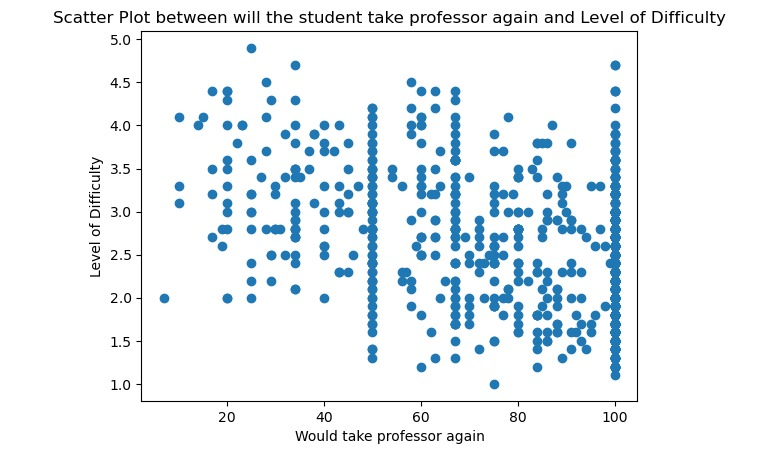 Scatter Plot between will the student take professor again and Level of Difficulty
5.0
4.5
4.0
3.5
3.0
2.5
2.0
1.5
1.0
Level of Difficulty
20 40 60 80 100
Would take professor again